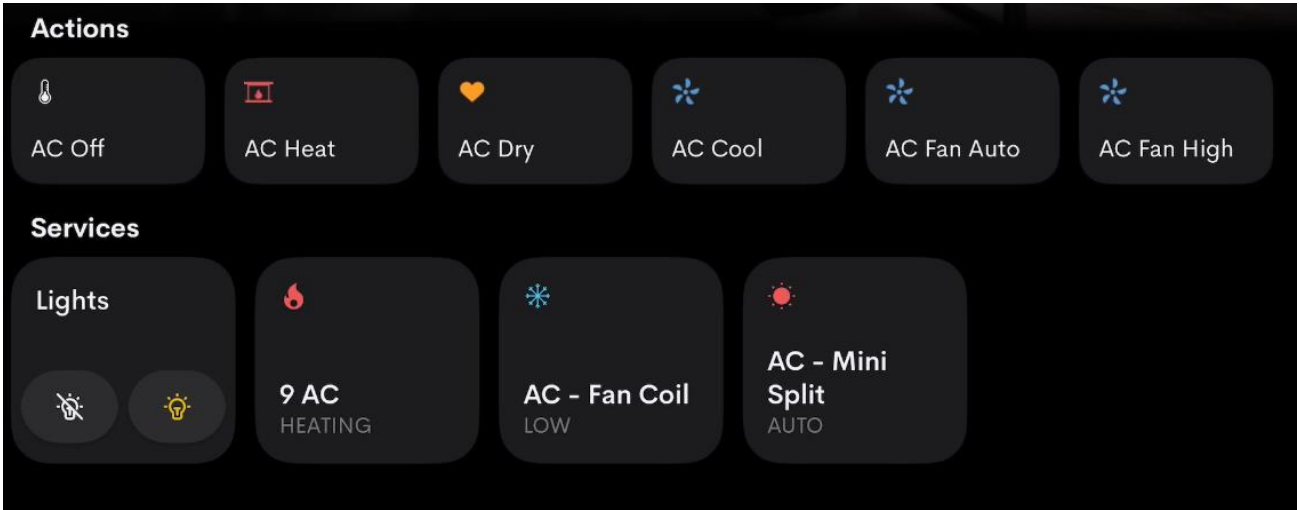 Actions
AC Off
AC Heat
AC Dry
AC Cool
AC Fan Auto
AC Fan High
Services
Lights
9 AC
HEATING
AC - Fan Coil
LOW
AC - Mini
Split
AUTO